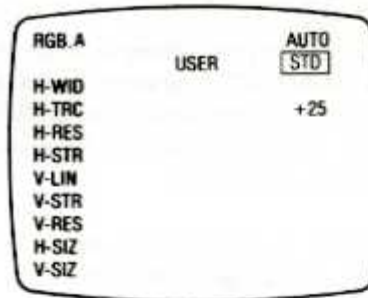 RGB. A AUTO
USER STD
H-WID
H-TRC +25
H-RES
H-STR
V-LIN
V-STR
V-RES
H-SIZ
V-SIZ